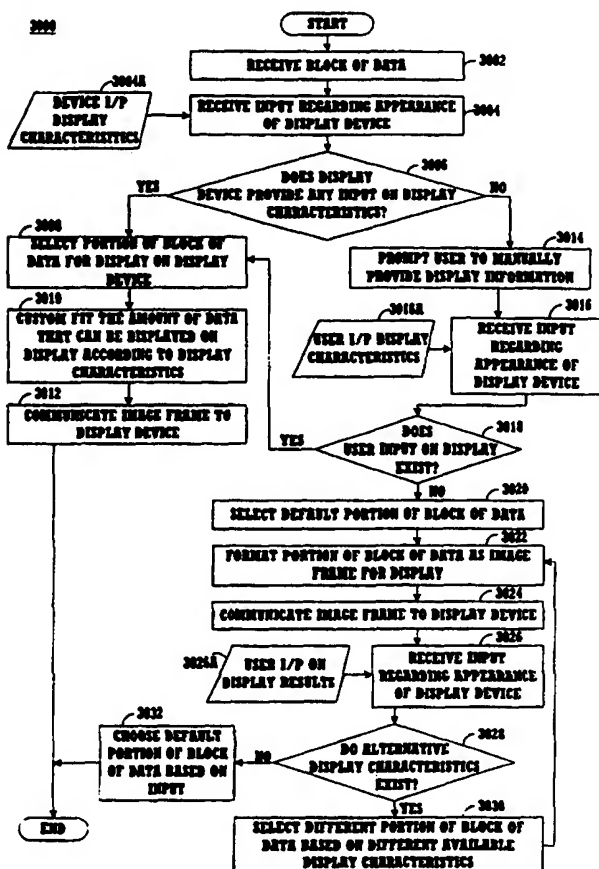 3000
START
RECEIVE BLOCK OF DATA
3002
3004A
DEVICE I/P
DISPLAY
CHARACTERISITICS
RECEIVE INPUT REGARDING APPEARANCE
OF DISPLAY DEVICE
3004
3006
DOES DISPLAY
DEVICE PROVIDE ANY INPUT ON DISPLAY
CHARACTERISTICS?
YES
NO
3008
SELECT PORTION OF BLOCK OF
DATA FOR DISPLAY ON DISPLAY
DEVICE
3014
PROMPT USER TO MANUALLY
PROVIDE DISPLAY INFORMATION
3010
CUSTOM FIT THE AMOUNT OF DATA
THAT CAN BE DISPLAYED ON
DISPLAY ACCORDING TO DISPLAY
CHARACTERISTICS
3016A
USER I/P DISPLAY
CHARACTERISTICS
3016
RECEIVE INPUT
REGARDING
APPEARANCE OF
DISPLAY DEVICE
3012
COMMUNICATE IMAGE FRAME TO
DISPLAY DEVICE
3018
DOES
USER INPUT ON DISPLAY
EXIST?
YES
NO
3020
SELECT DEFAULT PORTION OF BLOCK OF DATA
3022
FORMAT PORTION OF BLOCK OF DATA AS IMAGE
FRAME FOR DISPLAY
3024
COMMUNICATE IMAGE FRAME TO DISPLAY DEVICE
3026
3026A
USER I/P ON
DISPLAY RESULTS
RECEIVE INPUT
REGARDING APPEARANCE
OF DISPLAY DEVICE
3032
CHOOSE DEFAULT
PORTION OF BLOCK
OF DATA BASED ON
INPUT
NO
3028
DO ALTERNATIVE
DISPLAY CHARACTERISTICS
EXIST?
YES
3030
END
SELECT DIFFERENT PORTION OF BLOCK OF
DATA BASED ON DIFFERENT AVAILABLE
DISPLAY CHARACTERISTICS